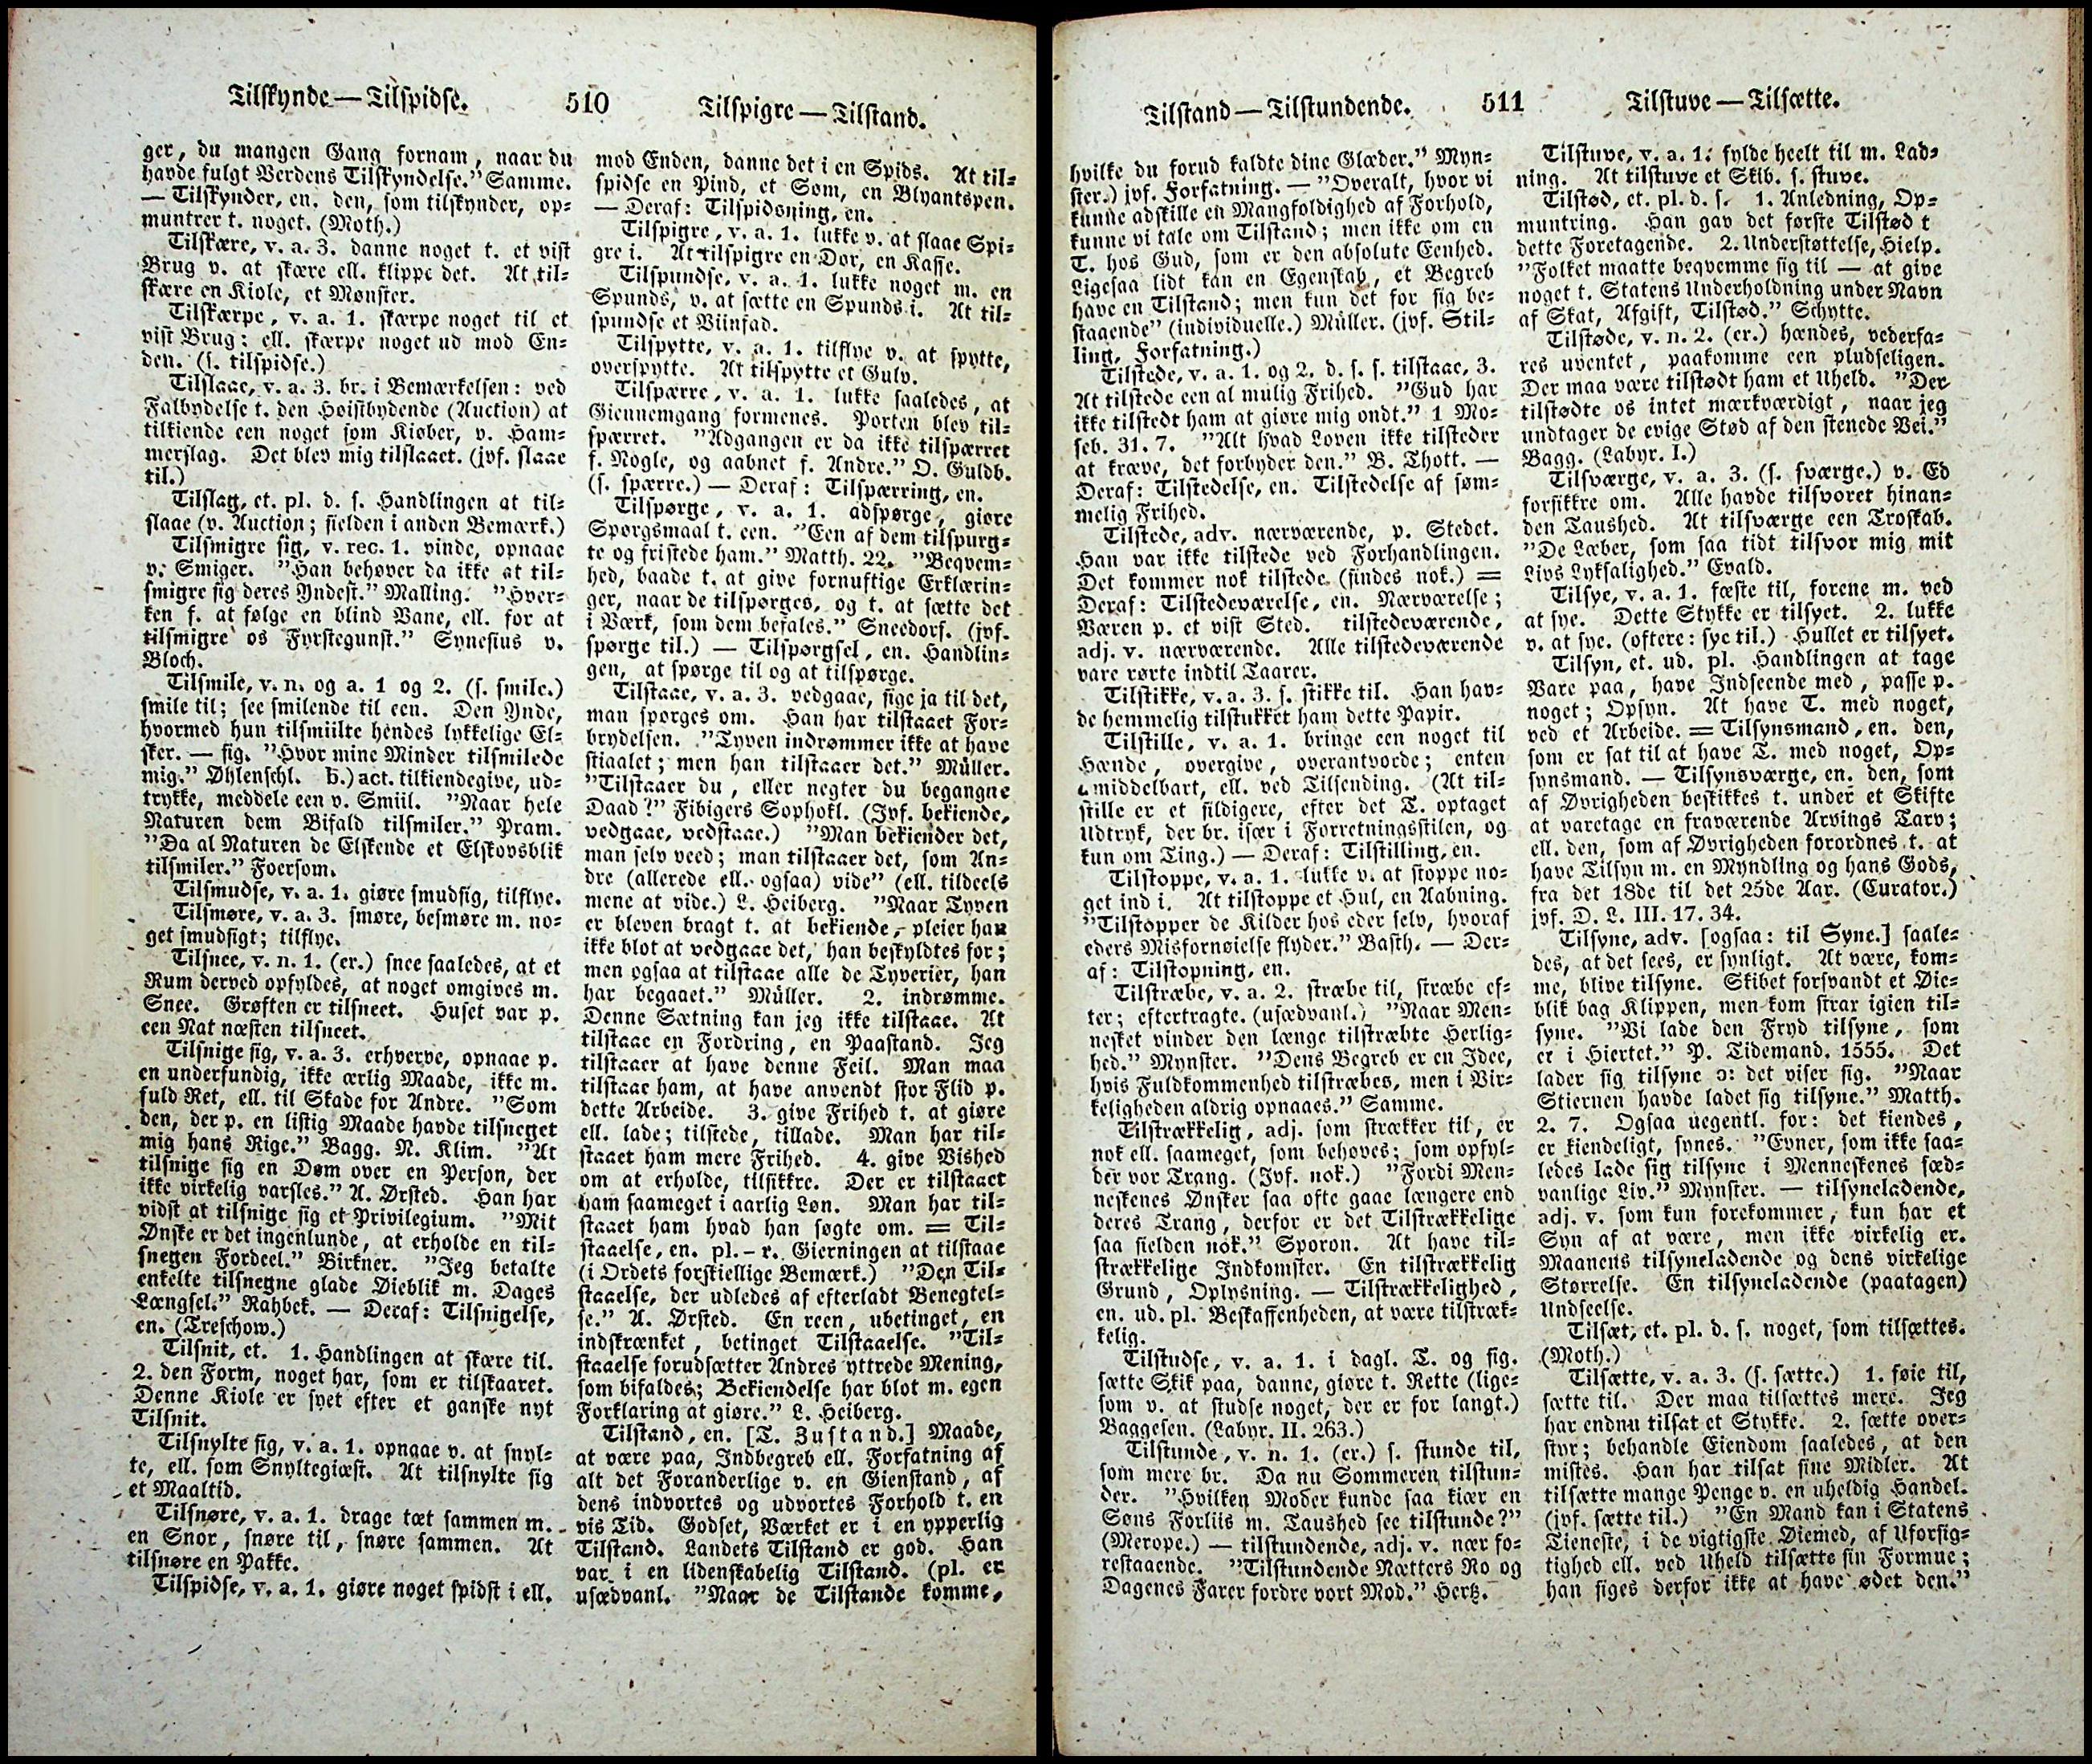 Tilskynde — Tilspidse.
510
Tilspigre — Tilstand.
ger, du mangen Gang fornam, naar du
havde fulgt Verdens Tilskyndelse." Samme.
— Tilskynder, en. den, som tilskynder, op-
muntrer t. noget. (Moth.)
Tilskære, v. a. 3. danne noget t. et vist
Brug v. at skære ell. klippe det. At til-
skære en Kiole, et Mønster.
Tilskærpe, v. a. 1. skærpe noget til et
vist Brug; ell. skærpe noget ud mod En-
den. (s. tilspidse.)
Tilslaae, v. a. 3. br. i Bemærkelsen: ved
Falbydelse t. den Høistbydende (Auction) at
tilkiende een noget som Kiøber, v. Ham-
merslag. Det blev mig tilslaaet. (jvf. slaae
til.)
Tilslag, et. pl. d. s. Handlingen at til-
slaae (v. Auction; sielden i anden Bemærk.)
Tilsmigre sig, v. rec. 1. vinde, opnaae
v. Smiger. "Han behøver da ikke at til-
smigre sig deres Yndest." Malling. "Hver-
ken f. at følge en blind Vane, ell. for at
tilsmigre os Fyrstegunst." Synesius v.
Bloch.
Tilsmile, v. n. og a. 1 og 2. (s. smile.)
smile til; see smilende til een. Den Ynde,
hvormed hun tilsmiilte hendes lykkelige El-
sker. — fig. "Hvor mine Minder tilsmilede
mig." Øhlenschl. b.) act. tilkiendegive, ud-
trykke, meddele een v. Smiil. "Naar hele
Naturen dem Bifald tilsmiler." Pram.
"Da al Naturen de Elskende et Elskovsblik
tilsmiler." Foersom.
Tilsmudse, v. a. 1. giøre smudsig, tilflye.
Tilsmøre, v. a. 3. smøre, besmøre m. no-
get smudsigt; tilflye.
Tilsnee, v. n. 1. (er.) snee saaledes, at et
Rum derved opfyldes, at noget omgives m.
Snee. Grøften er tilsneet. Huset var p.
een Nat næsten tilsneet.
Tilsnige sig, v. a. 3. erhverve, opnaae p.
en underfundig, ikke ærlig Maade, ikke m.
fuld Ret, ell. til Skade for Andre. "Som
den, der p. en listig Maade havde tilsneget
mig hans Rige." Bagg. N. Klim. "At
tilsnige sig en Dom over en Person, der
ikke virkelig varsles." A. Ørsted. Han har
vidst at tilsnige sig et Privilegium. "Mit
Ønske er det ingenlunde, at erholde en til-
snegen Fordeel." Birkner. "Jeg betalte
enkelte tilsnegne glade Øieblik m. Dages
Længsel." Rahbek. — Deraf: Tilsnigelse,
en. (Treschow.)
Tilsnit, et. 1. Handlingen at skære til.
2. den Form, noget har, som er tilskaaret.
Denne Kiole er syet efter et ganske nyt
Tilsnit.
Tilsnylte sig, v. a. 1. opnaae v. at snyl-
te, ell. som Snyltegiæst. At tilsnylte sig
et Maaltid.
Tilsnøre, v. a. 1. drage tæt sammen m.
en Snor, snøre til, snøre sammen. At
tilsnøre en Pakke.
Tilspidse, v. a. 1. giøre noget spidst i ell.
mod Enden, danne det i en Spids. At til-
spidse en Pind, et Søm, en Blyantspen.
— Deraf: Tilspidsning, en.
Tilspigre, v. a. 1. lukke v. at slaae Spi-
gre i. At tilspigre en Dør, en Kasse.
Tilspundse, v. a. 1. lukke noget m. en
Spunds, v. at sætte en Spunds i. At til-
spundse et Viinfad.
Tilspytte, v. a. 1. tilflye v. at spytte,
overspytte. At tilspytte et Gulv.
Tilspærre, v. a. 1. lukke saaledes, at
Giennemgang formenes. Porten blev til-
spærret. "Adgangen er da ikke tilspærret
f. Nogle, og aabnet f. Andre." O. Guldb.
(s. spærre.) — Deraf: Tilspærring, en.
Tilspørge, v. a. 1. adspørge, giøre
Spørgsmaal t. een. "Een af dem tilspurg-
te og fristede ham." Matth. 22. "Beqvem-
hed, baade t. at give fornuftige Erklærin-
ger, naar de tilspørges, og t. at sætte det
i Værk, som dem befales." Sneedorf. (jvf.
spørge til.) — Tilspørgsel, en. Handlin-
gen, at spørge til og at tilspørge.
Tilstaae, v. a. 3. vedgaae, sige ja til det,
man spørges om. Han har tilstaaet For-
brydelsen. "Tyven indrømmer ikke at have
stiaalet; men han tilstaaer det." Müller.
"Tilstaaer du, eller negter du begangne
Daad?" Fibigers Sophokl. (Jvf. bekiende,
vedgaae, vedstaae.) "Man bekiender det,
man selv veed; man tilstaaer det, som An-
dre (allerede ell. ogsaa) vide" (ell. tildeels
mene at vide.) L. Heiberg. "Naar Tyven
er bleven bragt t. at bekiende, pleier han
ikke blot at vedgaae det, han beskyldtes for;
men ogsaa at tilstaae alle de Tyverier, han
har begaaet." Müller. 2. indrømme.
Denne Sætning kan jeg ikke tilstaae. At
tilstaae en Fordring, en Paastand. Jeg
tilstaaer at have denne Feil. Man maa
tilstaae ham, at have anvendt stor Flid p.
dette Arbeide. 3. give Frihed t. at giøre
ell. lade; tilstede, tillade. Man har til-
staaet ham mere Frihed. 4. give Vished
om at erholde, tilsikkre. Der er tilstaaet
ham saameget i aarlig Løn. Man har til-
staaet ham hvad han søgte om. = Til-
staaelse, en. pl. - r. Gierningen at tilstaae
(i Ordets forskiellige Bemærk.) "Den Til-
staaelse, der udledes af efterladt Benegtel-
se." A. Ørsted. En reen, ubetinget, en
indskrænket, betinget Tilstaaelse. "Til-
staaelse forudsætter Andres yttrede Mening,
som bifaldes; Bekiendelse har blot m. egen
Forklaring at giøre." L. Heiberg.
Tilstand, en. [T. Zustand.] Maade,
at være paa, Indbegreb ell. Forfatning af
alt det Foranderlige v. en Gienstand, af
dens indvortes og udvortes Forhold t. en
vis Tid. Godset, Værket er i en ypperlig
Tilstand. Landets Tilstand er god. Han
var i en lidenskabelig Tilstand. (pl. er
usædvanl. "Naar de Tilstande komme,
Tilstand — Tilstundende.
511
Tilstuve — Tilsætte.
hvilke du forud kaldte dine Glæder." Myn-
ster.) jvf. Forfatning. — "Overalt, hvor vi
kunne adskille en Mangfoldighed af Forhold,
kunne vi tale om Tilstand; men ikke om en
T. hos Gud, som er den absolute Eenhed.
Ligesaa lidt kan en Egenskab, et Begreb
have en Tilstand; men kun det for sig be-
staaende" (individuelle.) Müller. (jvf. Stil-
ling, Forfatning.)
Tilstede, v. a. 1. og 2. d. s. s. tilstaae, 3.
At tilstede een al mulig Frihed. "Gud har
ikke tilstedt ham at giøre mig ondt." 1 Mo-
seb. 31. 7. "Alt hvad Loven ikke tilsteder
at kræve, det forbyder den." B. Thott. —
Deraf: Tilstedelse, en. Tilstedelse af søm-
melig Frihed.
Tilstede, adv. nærværende, p. Stedet.
Han var ikke tilstede ved Forhandlingen.
Det kommer nok tilstede (findes nok.) =
Deraf: Tilstedeværelse, en. Nærværelse;
Væren p. et vist Sted. tilstedeværende,
adj. v. nærværende. Alle tilstedeværende
vare rørte indtil Taarer.
Tilstikke, v. a. 3. s. stikke til. Han hav-
de hemmelig tilstukket ham dette Papir.
Tilstille, v. a. 1. bringe een noget til
Hænde, overgive, overantvorde; enten
umiddelbart, ell. ved Tilsending. (At til-
stille er et sildigere, efter det T. optaget
Udtryk, der br. især i Forretningsstilen, og
kun om Ting.) — Deraf: Tilstilling, en.
Tilstoppe, v. a. 1. lukke v. at stoppe no-
get ind i. At tilstoppe et Hul, en Aabning.
"Tilstopper de Kilder hos eder selv, hvoraf
eders Misfornøielse flyder." Basth. — Der-
af: Tilstopning, en.
Tilstræbe, v. a. 2. stræbe til, stræbe ef-
ter; eftertragte. (usædvanl.) "Naar Men-
nesket vinder den længe tilstræbte Herlig-
hed." Mynster. "Dens Begreb er en Idee,
hvis Fuldkommenhed tilstræbes, men i Vir-
keligheden aldrig opnaaes." Samme.
Tilstrækkelig, adj. som strækker til, er
nok ell. saameget, som behøves; som opfyl-
der vor Trang. (Jvf. nok.) "Fordi Men-
neskenes Ønsker saa ofte gaae længere end
deres Trang, derfor er det Tilstrækkelige
saa sielden nok." Sporon. At have til-
strækkelige Indkomster. En tilstrækkelig
Grund, Oplysning. — Tilstrækkelighed,
en. ud. pl. Beskaffenheden, at være tilstræk-
kelig.
Tilstudse, v. a. 1. i dagl. T. og fig.
sætte Skik paa, danne, giøre t. Rette (lige-
som v. at studse noget, der er for langt.)
Baggesen. (Labyr. II. 263.)
Tilstunde, v. n. 1. (er.) s. stunde til,
som mere br. Da nu Sommeren tilstun-
der. "Hvilken Moder kunde saa kiær en
Søns Forliis m. Taushed see tilstunde?"
(Merope.) — tilstundende, adj. v. nær fo-
restaaende. "Tilstundende Nætters Ro og
Dagenes Farer fordre vort Mod." Hertz.
Tilstuve, v. a. 1. fylde heelt til m. Lad-
ning. At tilstuve et Skib. s. stuve.
Tilstød, et. pl. d. s. 1. Anledning, Op-
muntring. Han gav det første Tilstød t
dette Foretagende. 2. Understøttelse, Hielp.
"Folket maatte beqvemme sig til — at give
noget t. Statens Underholdning under Navn
af Skat, Afgift, Tilstød." Schytte.
Tilstøde, v. n. 2. (er.) hændes, vederfa-
res uventet, paakomme een pludseligen.
Der maa være tilstødt ham et Uheld. "Der
tilstødte os intet mærkværdigt, naar jeg
undtager de evige Stød af den stenede Vei."
Bagg. (Labyr. I.)
Tilsværge, v. a. 3. (s. sværge.) v. Ed
forsikkre om. Alle havde tilsvoret hinan-
den Taushed. At tilsværge een Troskab.
"De Læber, som saa tidt tilsvor mig mit
Livs Lyksalighed." Evald.
Tilsye, v. a. 1. fæste til, forene m. ved
at sye. Dette Stykke er tilsyet. 2. lukke
v. at sye. (oftere: sye til.) Hullet er tilsyet.
Tilsyn, et. ud. pl. Handlingen at tage
Vare paa, have Indseende med, passe p.
noget; Opsyn. At have T. med noget,
ved et Arbeide. = Tilsynsmand, en. den,
som er sat til at have T. med noget, Op-
synsmand. — Tilsynsværge, en. den, som
af Øvrigheden beskikkes t. under et Skifte
at varetage en fraværende Arvings Tarv;
ell. den, som af Øvrigheden forordnes t. at
have Tilsyn m. en Myndling og hans Gods,
fra det 18de til det 25de Aar. (Curator.)
jvf. D. L. III. 17. 34.
Tilsyne, adv. [ogsaa: til Syne.] saale-
des, at det sees, er synligt. At være, kom-
me, blive tilsyne. Skibet forsvandt et Øie-
blik bag Klippen, men kom strax igien til-
syne. "Vi lade den Fryd tilsyne, som
er i Hiertet." P. Tidemand. 1555. Det
lader sig tilsyne ɔ: det viser sig. "Naar
Stiernen havde ladet sig tilsyne." Matth.
2. 7. Ogsaa uegentl. for: det kiendes,
er kiendeligt, synes. "Evner, som ikke saa-
ledes lade sig tilsyne i Menneskenes sæd-
vanlige Liv." Mynster. — tilsyneladende,
adj. v. som kun forekommer, kun har et
Syn af at være, men ikke virkelig er.
Maanens tilsyneladende og dens virkelige
Størrelse. En tilsyneladende (paatagen)
Undseelse.
Tilsæt, et. pl. d. s. noget, som tilsættes.
(Moth.)
Tilsætte, v. a. 3. (s. sætte.) 1. føie til,
sætte til. Der maa tilsættes mere. Jeg
har endnu tilsat et Stykke. 2. sætte over-
styr; behandle Eiendom saaledes, at den
mistes. Han har tilsat sine Midler. At
tilsætte mange Penge v. en uheldig Handel.
(jvf. sætte til.) "En Mand kan i Statens
Tieneste, i de vigtigste Øiemed, af Uforsig-
tighed ell. ved Uheld tilsætte sin Formue;
han siges derfor ikke at have ødet den."